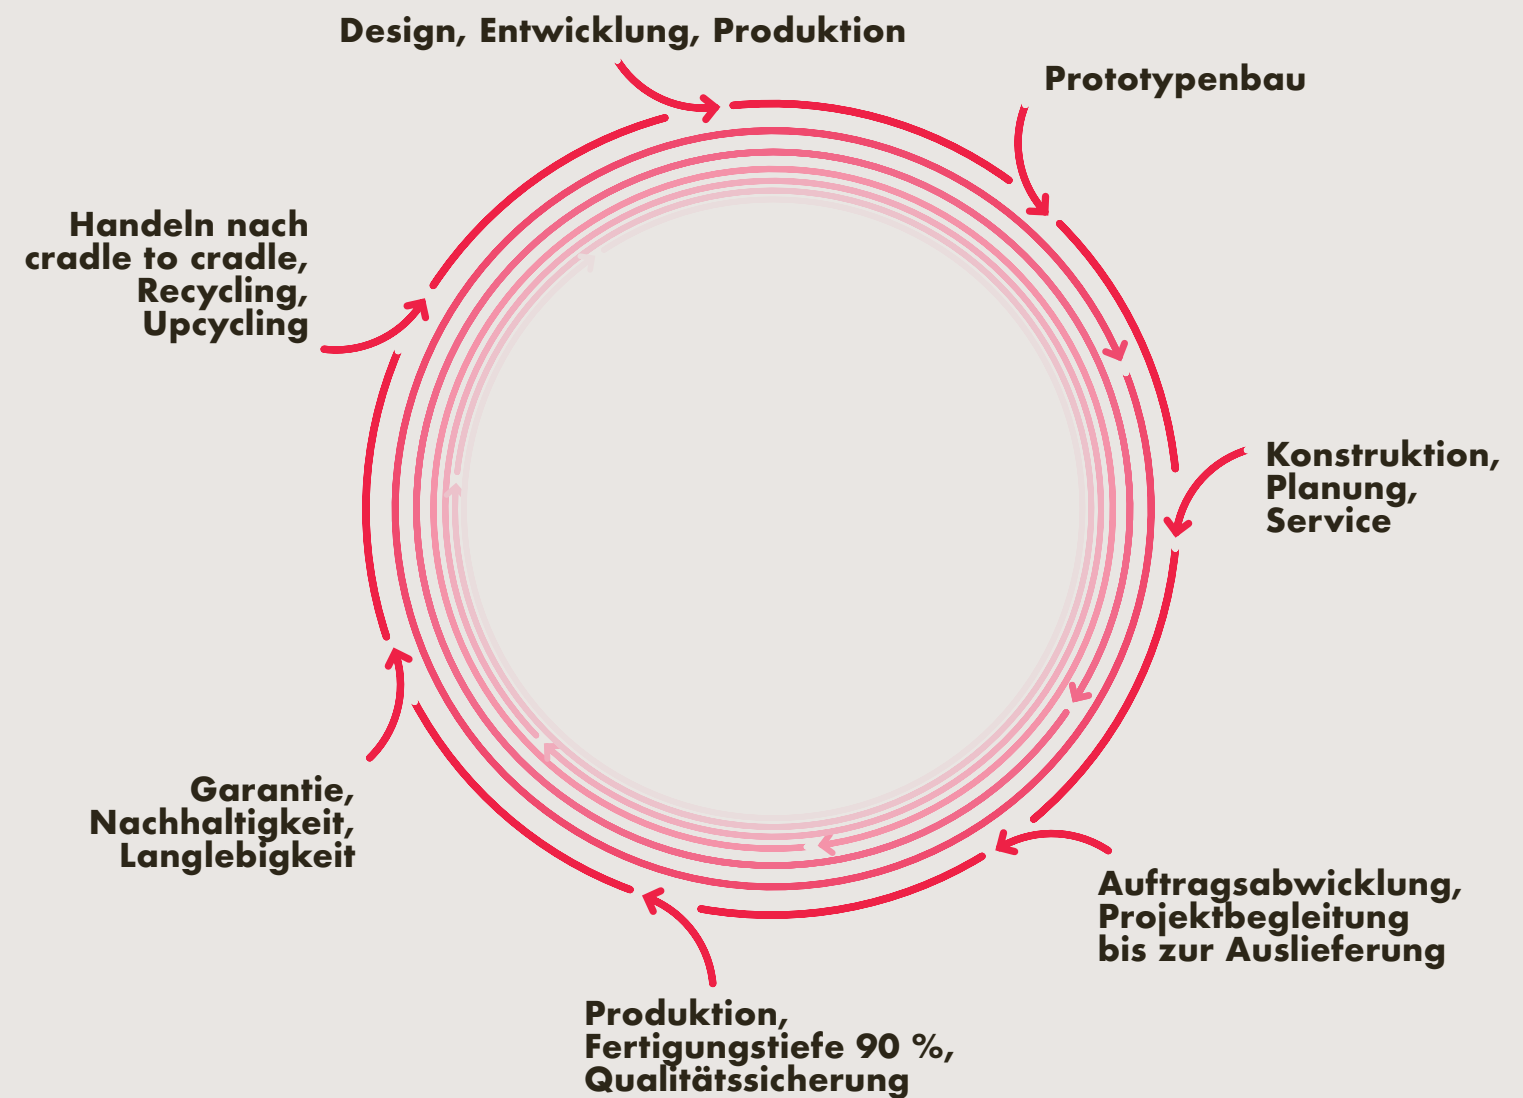 Design, Entwicklung, Produktion
Prototypenbau
Konstruktion,
Planung,
Service
Auftragsabwicklung,
Projektbegleitung
bis zur Auslieferung
Produktion,
Fertigungstiefe 90 %,
Qualitätssicherung
Garantie,
Nachhaltigkeit,
Langlebigkeit
Handeln nach
cradle to cradle,
Recycling,
Upcycling